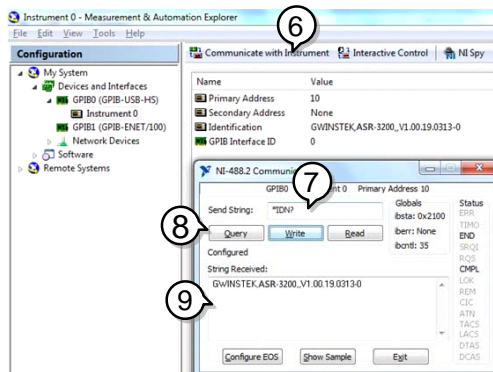 Instrument 0 - Measurement & Automation Explorer
File Edit View Tools Help
6
Configuration
Communicate with Instrument Interactive Control NI Spy
My System
Devices and Interfaces
GPIB0 (GPIB-USB-HS)
Instrument 0
GPIB1 (GPIB-ENET/100)
Network Devices
Software
Remote Systems
Name Value
Primary Address 10
Secondary Address None
Identification GWINSTEK,ASR-3200,,V1.00.19.0313-0
GPIB Interface ID 0
NI-488.2
7
GPIB0 0 Primary Address 10
Send String: *IDN?
8
Query Write Read
Configured
String Received:
GWINSTEK,ASR-3200,,V1.00.19.0313-0
9
Configure EOS Show Sample Exit
Globals
ibsta: 0x2100
iberr: None
ibcntl: 35
Status
ERR
TIMO
END
SRQI
RQS
CMPL
LOK
REM
CIC
ATN
TACS
LACS
DTAS
DCAS